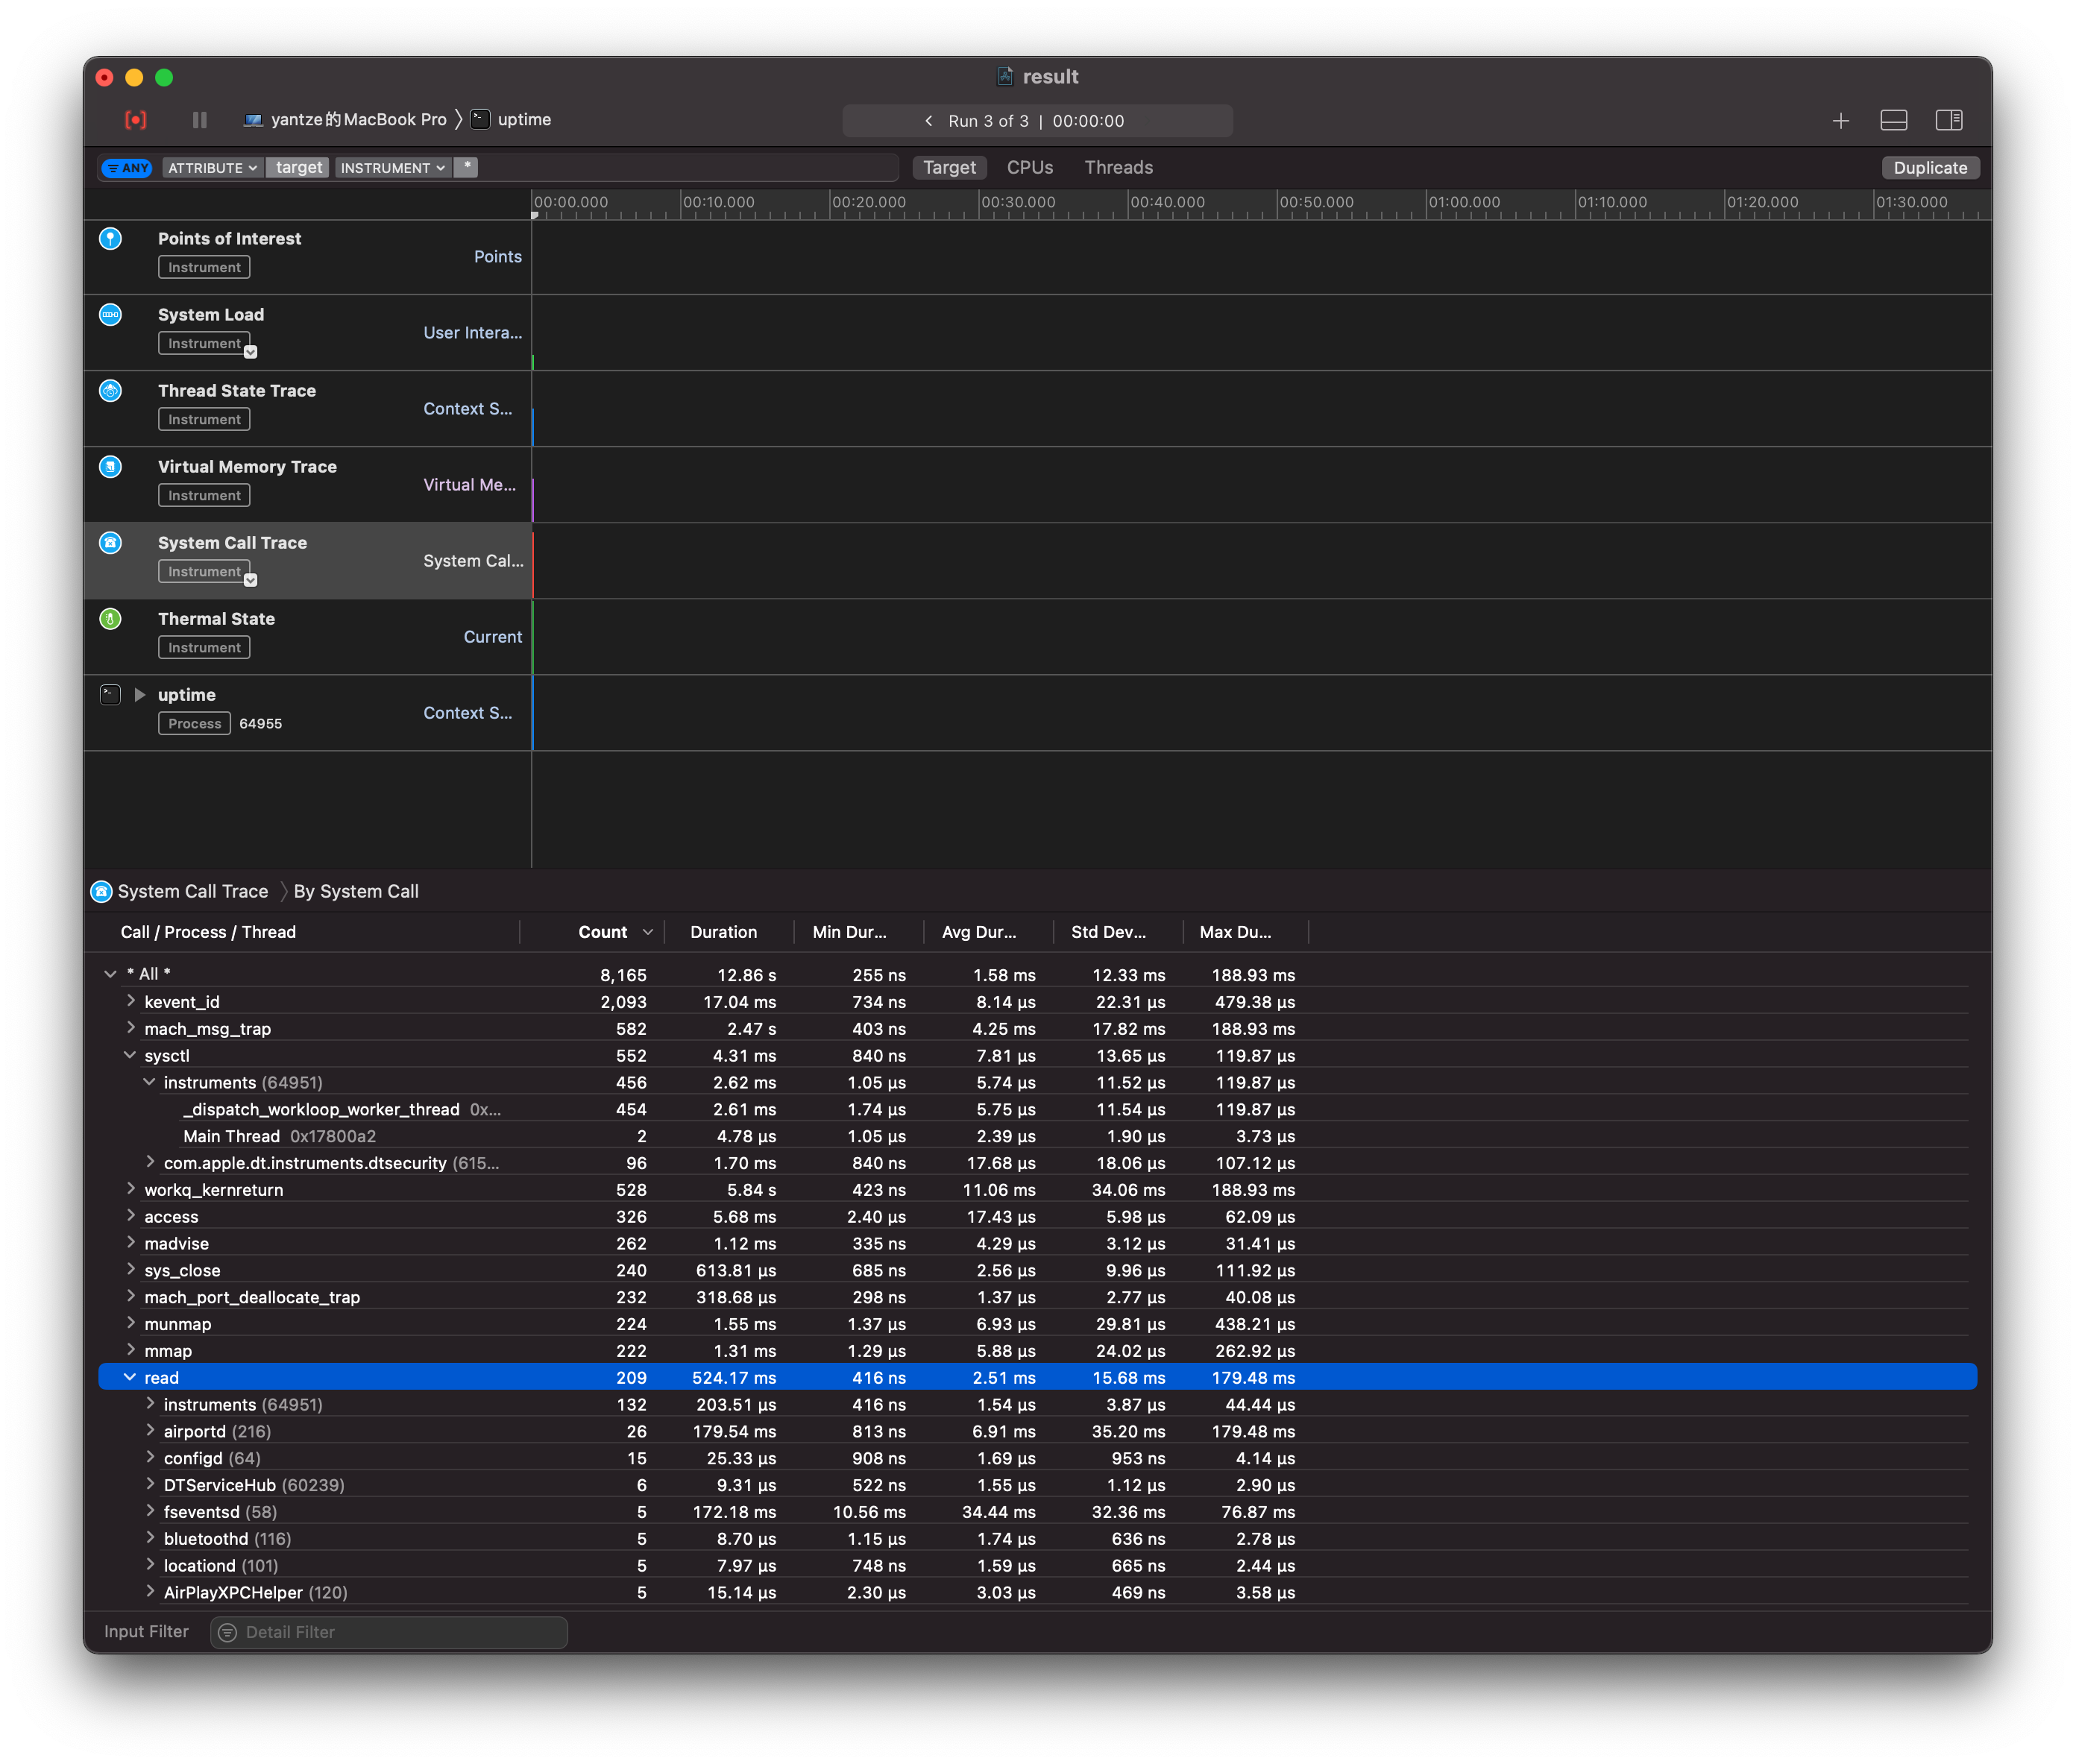 result
yantze的MacBook Pro 〉 uptime
Run 3 of 3 | 00:00:00
ANY ATTRIBUTE target INSTRUMENT *
Target CPUs Threads
Duplicate
00:00.000 00:10.000 00:20.000 00:30.000 00:40.000 00:50.000 01:00.000 01:10.000 01:20.000 01:30.000
Points of Interest
Instrument
Points
System Load
Instrument
User Intera...
Thread State Trace
Instrument
Context S...
Virtual Memory Trace
Instrument
Virtual Me...
System Call Trace
Instrument
System Cal...
Thermal State
Instrument
Current
uptime
Process 64955
Context S...
System Call Trace 〉 By System Call
Call / Process / Thread Count Duration Min Dur... Avg Dur... Std Dev... Max Du...
* All * 8,165 12.86 s 255 ns 1.58 ms 12.33 ms 188.93 ms
kevent_id 2,093 17.04 ms 734 ns 8.14 µs 22.31 µs 479.38 µs
mach_msg_trap 582 2.47 s 403 ns 4.25 ms 17.82 ms 188.93 ms
sysctl 552 4.31 ms 840 ns 7.81 µs 13.65 µs 119.87 µs
instruments (64951) 456 2.62 ms 1.05 µs 5.74 µs 11.52 µs 119.87 µs
_dispatch_workloop_worker_thread 0x... 454 2.61 ms 1.74 µs 5.75 µs 11.54 µs 119.87 µs
Main Thread 0x17800a2 2 4.78 µs 1.05 µs 2.39 µs 1.90 µs 3.73 µs
com.apple.dt.instruments.dtsecurity (615... 96 1.70 ms 840 ns 17.68 µs 18.06 µs 107.12 µs
workq_kernreturn 528 5.84 s 423 ns 11.06 ms 34.06 ms 188.93 ms
access 326 5.68 ms 2.40 µs 17.43 µs 5.98 µs 62.09 µs
madvise 262 1.12 ms 335 ns 4.29 µs 3.12 µs 31.41 µs
sys_close 240 613.81 µs 685 ns 2.56 µs 9.96 µs 111.92 µs
mach_port_deallocate_trap 232 318.68 µs 298 ns 1.37 µs 2.77 µs 40.08 µs
munmap 224 1.55 ms 1.37 µs 6.93 µs 29.81 µs 438.21 µs
mmap 222 1.31 ms 1.29 µs 5.88 µs 24.02 µs 262.92 µs
read 209 524.17 ms 416 ns 2.51 ms 15.68 ms 179.48 ms
instruments (64951) 132 203.51 µs 416 ns 1.54 µs 3.87 µs 44.44 µs
airportd (216) 26 179.54 ms 813 ns 6.91 ms 35.20 ms 179.48 ms
configd (64) 15 25.33 µs 908 ns 1.69 µs 953 ns 4.14 µs
DTServiceHub (60239) 6 9.31 µs 522 ns 1.55 µs 1.12 µs 2.90 µs
fseventsd (58) 5 172.18 ms 10.56 ms 34.44 ms 32.36 ms 76.87 ms
bluetoothd (116) 5 8.70 µs 1.15 µs 1.74 µs 636 ns 2.78 µs
locationd (101) 5 7.97 µs 748 ns 1.59 µs 665 ns 2.44 µs
AirPlayXPCHelper (120) 5 15.14 µs 2.30 µs 3.03 µs 469 ns 3.58 µs
Input Filter Detail Filter